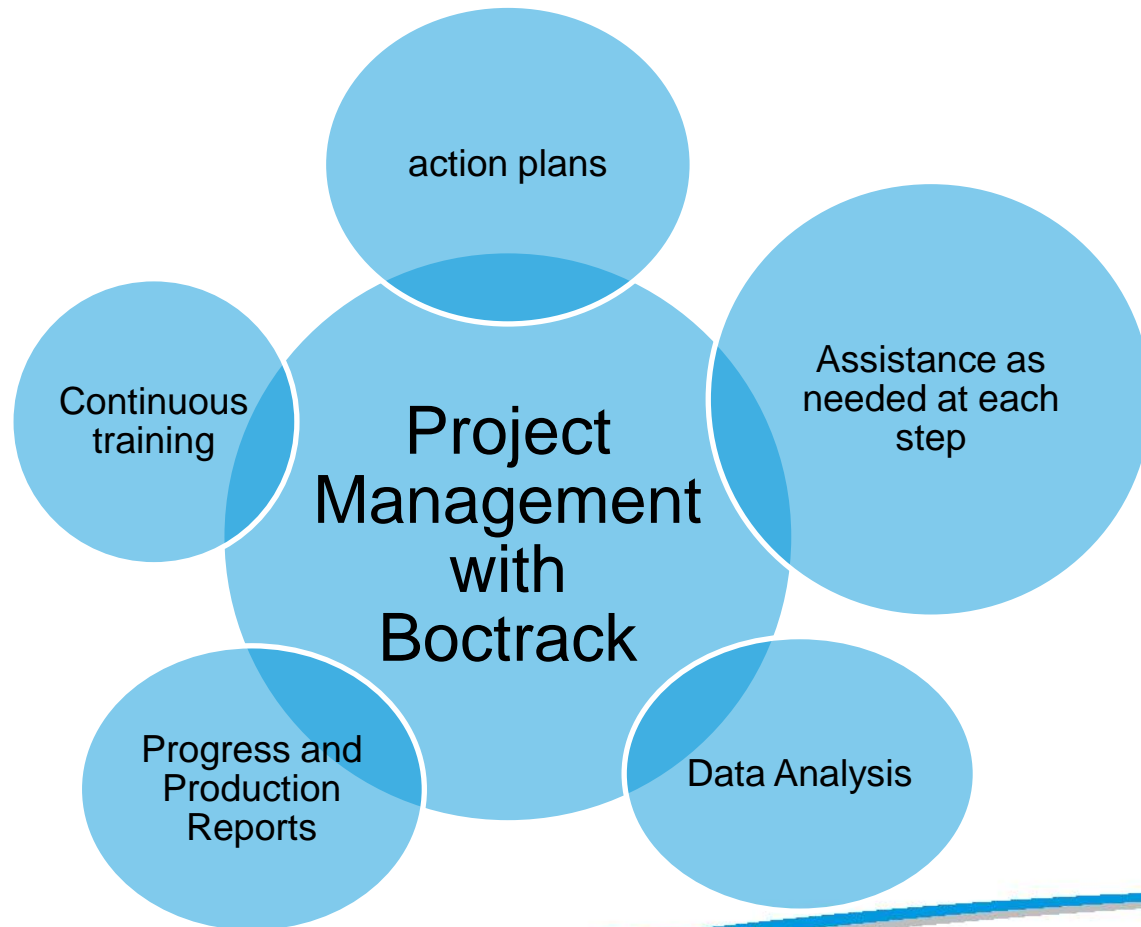 action plans
Assistance as
needed at each
step
Continuous
training
Project
Management
with
Boctrack
Progress and
Production
Reports
Data Analysis